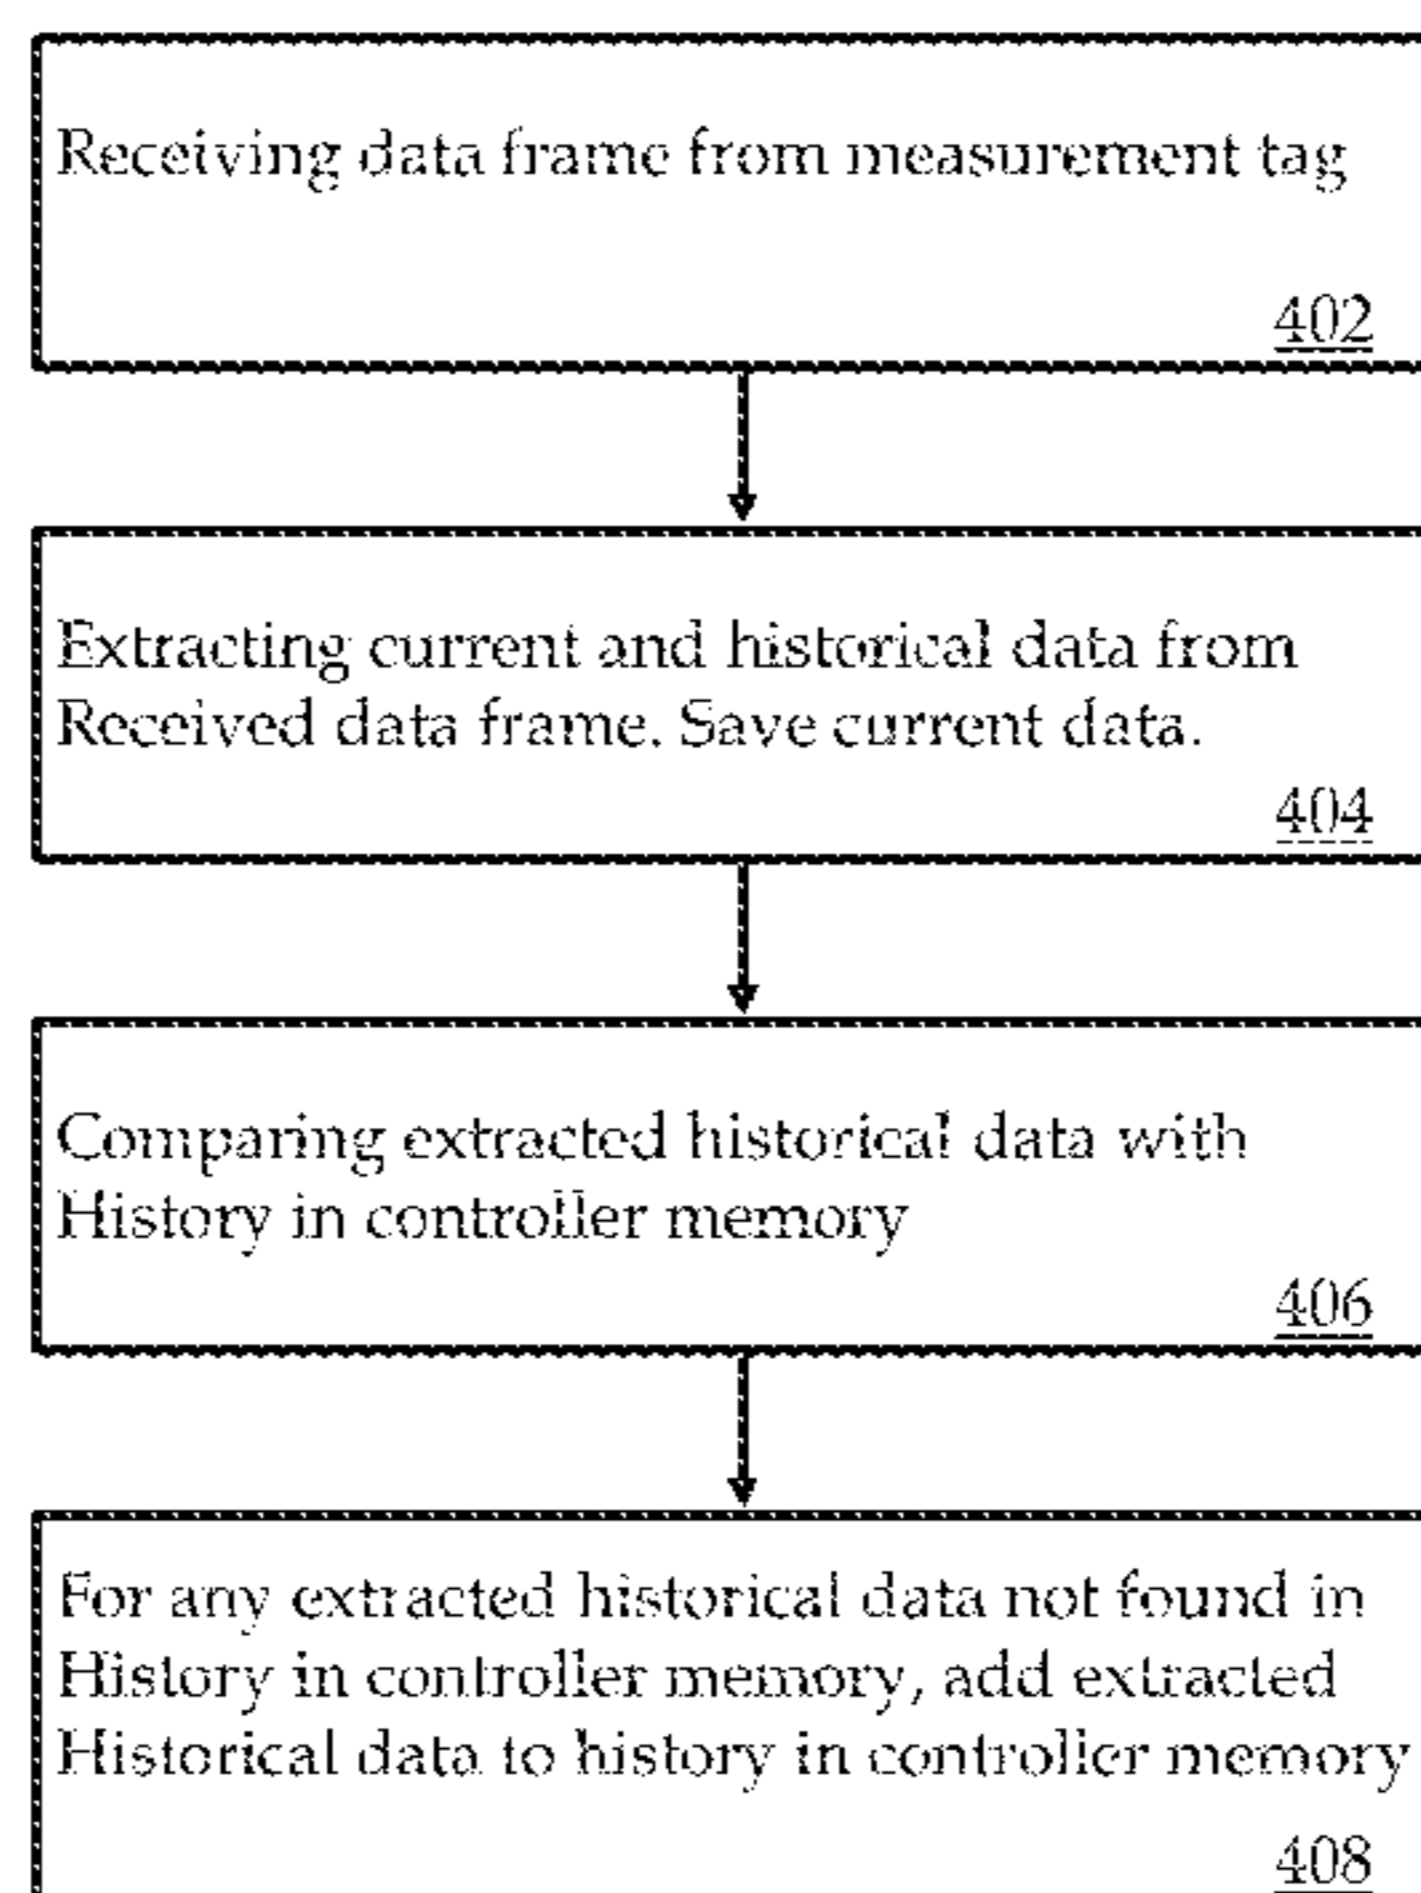 Receiving data frame from measurement tag
402
Extracting current and historical data from
Received data frame. Save current data.
404
Comparing extracted historical data with
History in controller memory
406
For any extracted historical data not found in
History in controller memory, add extracted
Historical data to history in controller memory
408